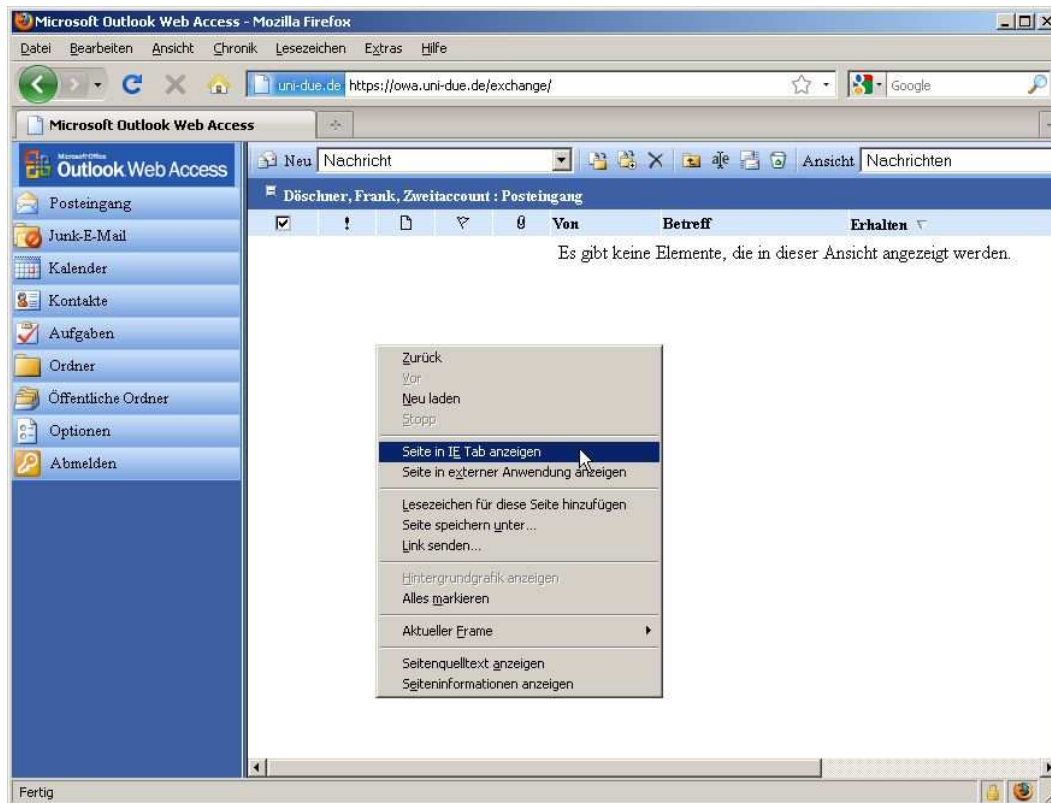 Microsoft Outlook Web Access - Mozilla Firefox
Datei Bearbeiten Ansicht Chronik Lesezeichen Extras Hilfe
uni-due.de https://owa.uni-due.de/exchange/ Google
Microsoft Outlook Web Access
Microsoft Office
Outlook Web Access
Neu Nachricht Ansicht Nachrichten
Posteingang
Junk-E-Mail
Kalender
Kontakte
Aufgaben
Ordner
Öffentliche Ordner
Optionen
Abmelden
Döschner, Frank, Zweitaccount : Posteingang
! Von Betreff Erhalten
Es gibt keine Elemente, die in dieser Ansicht angezeigt werden.
Zurück
Vor
Neu laden
Stopp
Seite in IE Tab anzeigen
Seite in externer Anwendung anzeigen
Lesezeichen für diese Seite hinzufügen
Seite speichern unter...
Link senden...
Hintergrundgrafik anzeigen
Alles markieren
Aktueller Frame
Seitenquelltext anzeigen
Seiteninformationen anzeigen
Fertig